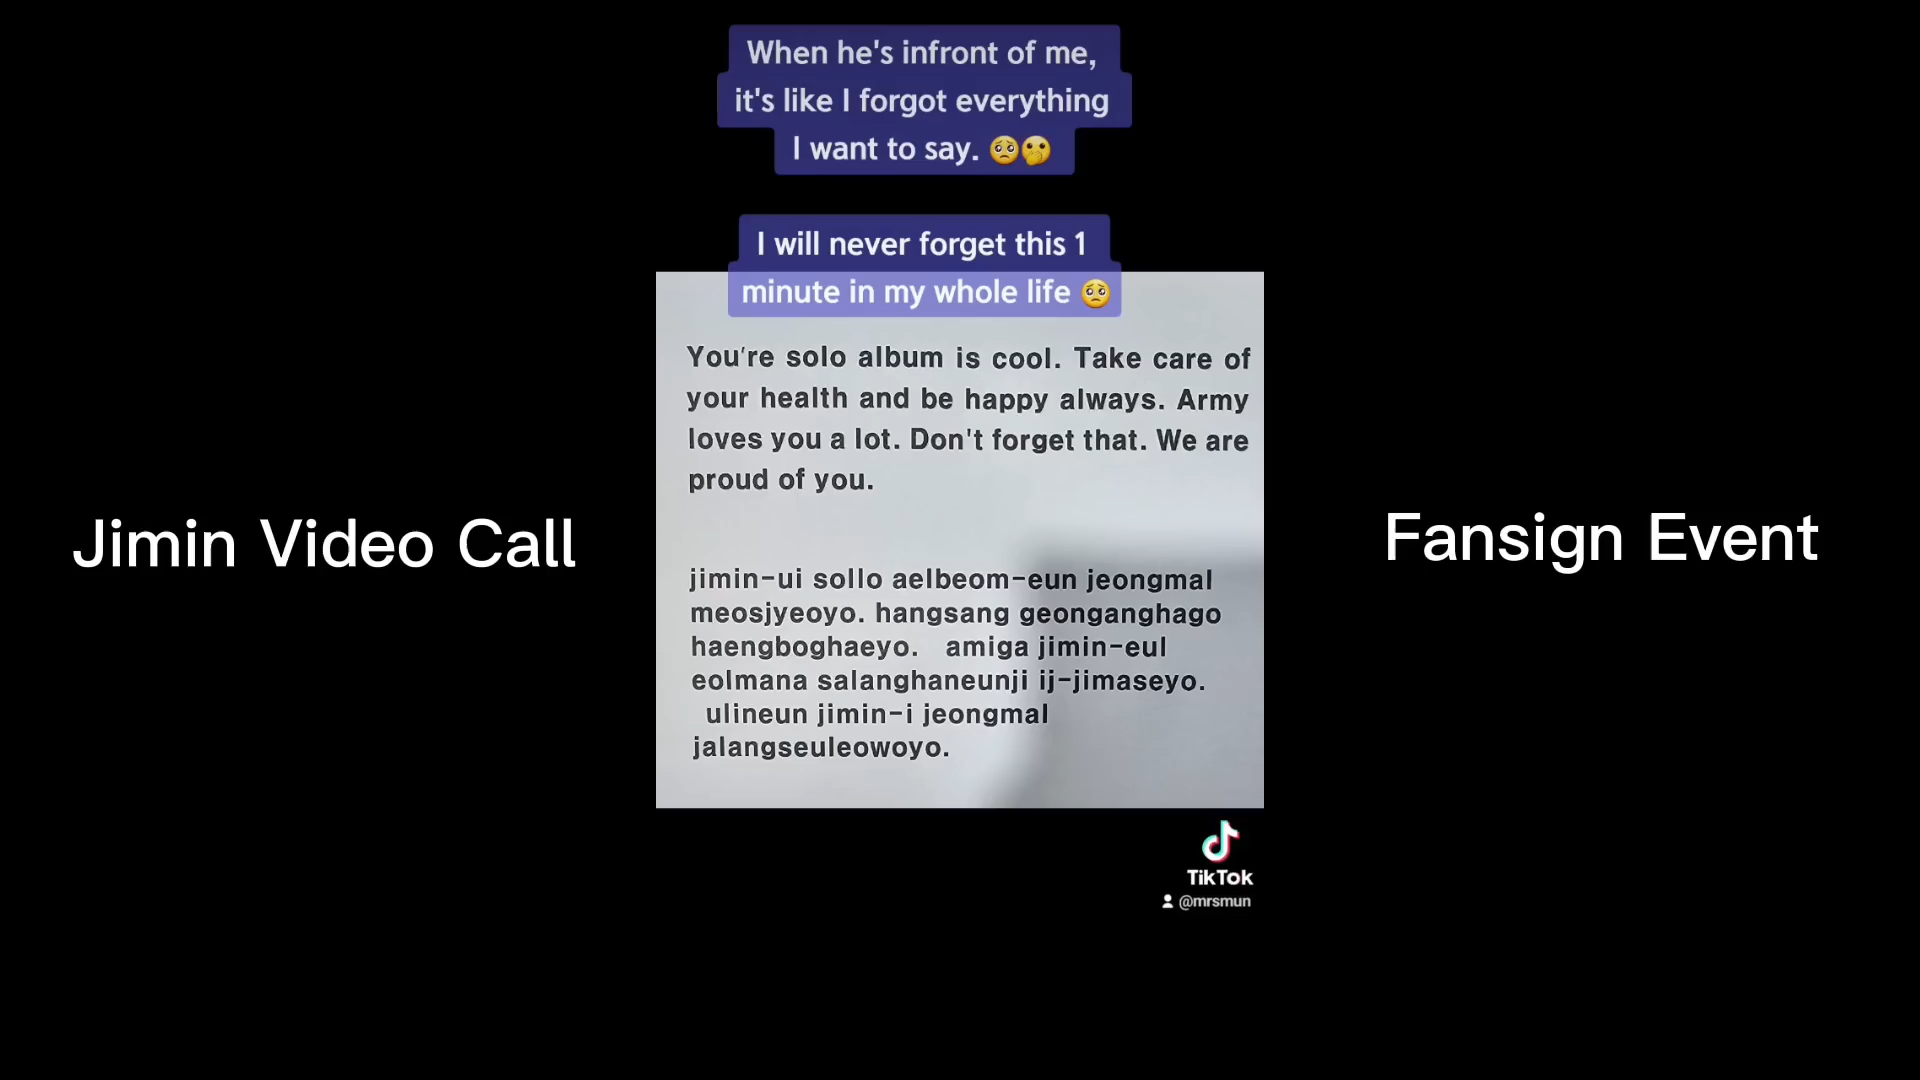 When he's infront of me,
it's like I forgot everything
I want to say. 🥺🤭
I will never forget this 1
minute in my whole life 🥺
You're solo album is cool. Take care of
your health and be happy always. Army
loves you a lot. Don't forget that. We are
proud of you.
Jimin Video Call
Fansign Event
jimin-ui sollo aelbeom-eun jeongmal
meosjyeoyo. hangsang geonganghago
haengboghaeyo. amiga jimin-eul
eolmana salanghaneunji ij-jimaseyo.
ulineun jimin-i jeongmal
jalangseuleowoyo.
TikTok
@mrsmun